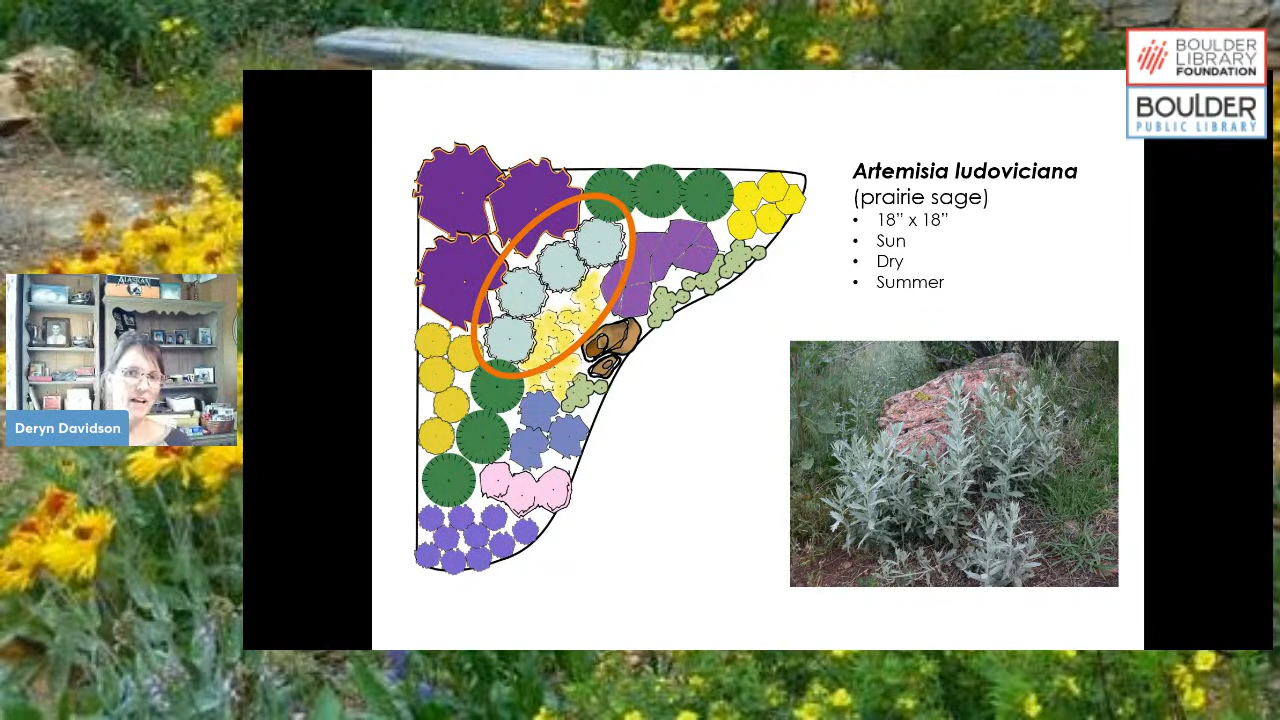 BOULDER
LIBRARY
FOUNDATION
BOULDER
PUBLIC LIBRARY
Artemisia ludoviciana
(prairie sage)
• 18” x 18”
• Sun
• Dry
• Summer
Deryn Davidson